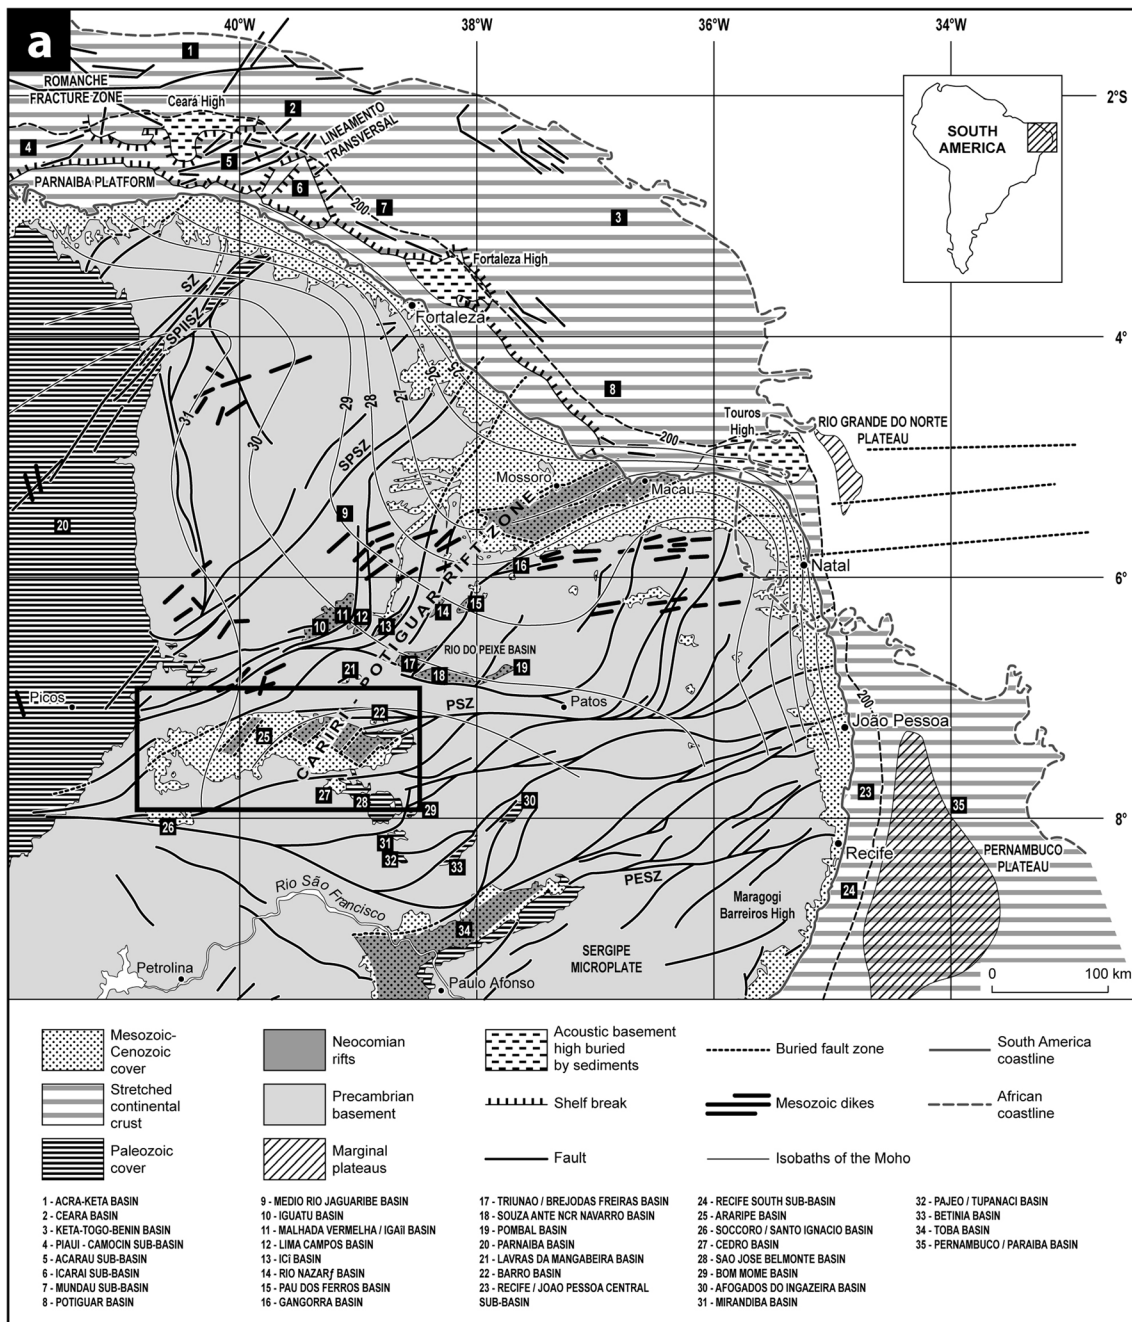 a
40°W
38°W
36°W
34°W
1
ROMANCHE
FRACTURE ZONE
Ceará High
2
2°S
LINEAMENTO
TRANSVERSAL
4
5
6
PARNAIBA PLATFORM
200
7
3
SOUTH
AMERICA
Fortaleza High
SZ
SPIISZ
Fortaleza
4°
25
26
27
28
29
30
31
8
Touros
High
200
RIO GRANDE DO NORTE
PLATEAU
SPSZ
Mossoro
Macau
9
20
16
Natal
6°
CARIRI - POTIGUAR RIFT ZONE
10
11
12
13
14
15
RIO DO PEIXE BASIN
17
18
19
21
Picos
PSZ
Patos
200
João Pessoa
22
25
27
28
29
30
23
35
26
8°
31
32
33
Recife
PERNAMBUCO
PLATEAU
PESZ
24
Rio São
Francisco
Maragogi
Barreiros High
34
SERGIPE
MICROPLATE
Petrolina
Paulo Afonso
0 100 km
Mesozoic-
Cenozoic
cover
Neocomian
rifts
Acoustic basement
high buried
by sediments
Buried fault zone
South America
coastline
Stretched
continental
crust
Precambrian
basement
Shelf break
Mesozoic dikes
African
coastline
Paleozoic
cover
Marginal
plateaus
Fault
Isobaths of the Moho
1 - ACRA-KETA BASIN
2 - CEARA BASIN
3 - KETA-TOGO-BENIN BASIN
4 - PIAUI - CAMOCIN SUB-BASIN
5 - ACARAU SUB-BASIN
6 - ICARAI SUB-BASIN
7 - MUNDAU SUB-BASIN
8 - POTIGUAR BASIN
9 - MEDIO RIO JAGUARIBE BASIN
10 - IGUATU BASIN
11 - MALHADA VERMELHA / IGAîl BASIN
12 - LIMA CAMPOS BASIN
13 - ICî BASIN
14 - RIO NAZARƒ BASIN
15 - PAU DOS FERROS BASIN
16 - GANGORRA BASIN
17 - TRIUNAO / BREJODAS FREIRAS BASIN
18 - SOUZA ANTE NCR NAVARRO BASIN
19 - POMBAL BASIN
20 - PARNAIBA BASIN
21 - LAVRAS DA MANGABEIRA BASIN
22 - BARRO BASIN
23 - RECIFE / JOAO PESSOA CENTRAL
SUB-BASIN
24 - RECIFE SOUTH SUB-BASIN
25 - ARARIPE BASIN
26 - SOCCORO / SANTO IGNACIO BASIN
27 - CEDRO BASIN
28 - SAO JOSE BELMONTE BASIN
29 - BOM MOME BASIN
30 - AFOGADOS DO INGAZEIRA BASIN
31 - MIRANDIBA BASIN
32 - PAJEO / TUPANACI BASIN
33 - BETINIA BASIN
34 - TOBA BASIN
35 - PERNAMBUCO / PARAIBA BASIN